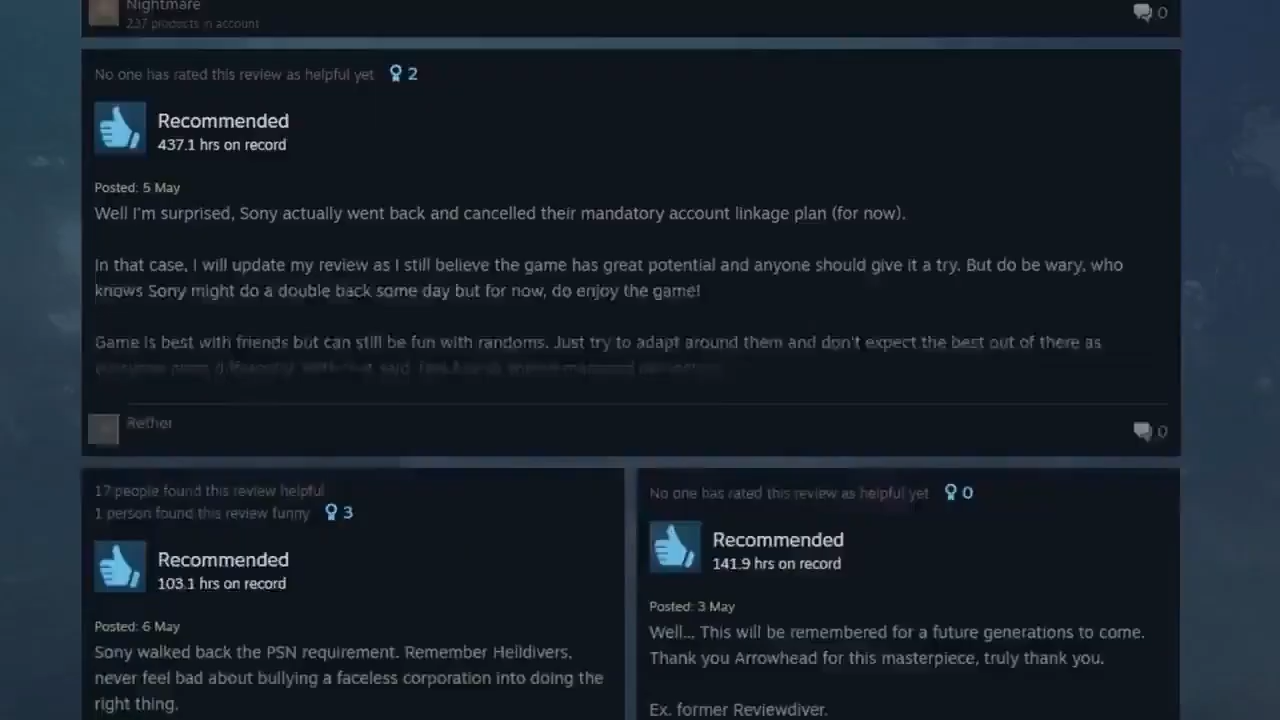 Nightmare
237 products in account
0
No one has rated this review as helpful yet 2
Recommended
437.1 hrs on record
Posted: 5 May
Well I'm surprised, Sony actually went back and cancelled their mandatory account linkage plan (for now).
In that case, I will update my review as I still believe the game has great potential and anyone should give it a try. But do be wary, who
knows Sony might do a double back some day but for now, do enjoy the game!
Game is best with friends but can still be fun with randoms. Just try to adapt around them and don't expect the best out of there as
Rether
0
17 people found this review helpful
1 person found this review funny 3
Recommended
103.1 hrs on record
Posted: 6 May
Sony walked back the PSN requirement. Remember Helldivers,
never feel bad about bullying a faceless corporation into doing the
right thing.
No one has rated this review as helpful yet 0
Recommended
141.9 hrs on record
Posted: 3 May
Well... This will be remembered for a future generations to come.
Thank you Arrowhead for this masterpiece, truly thank you.
Ex. former Reviewdiver.